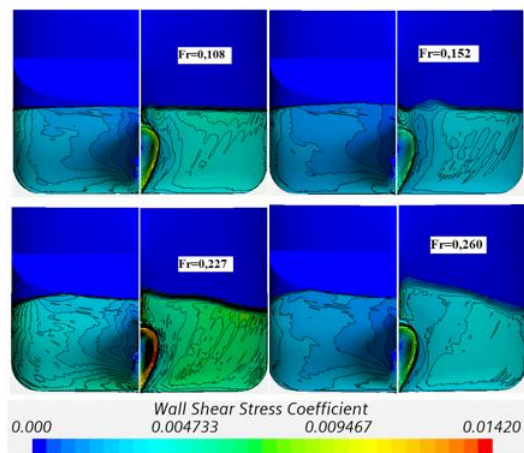 Fr=0,108
Fr=0,152
Fr=0,227
Fr=0,260
Wall Shear Stress Coefficient
0.000 0.004733 0.009467 0.01420